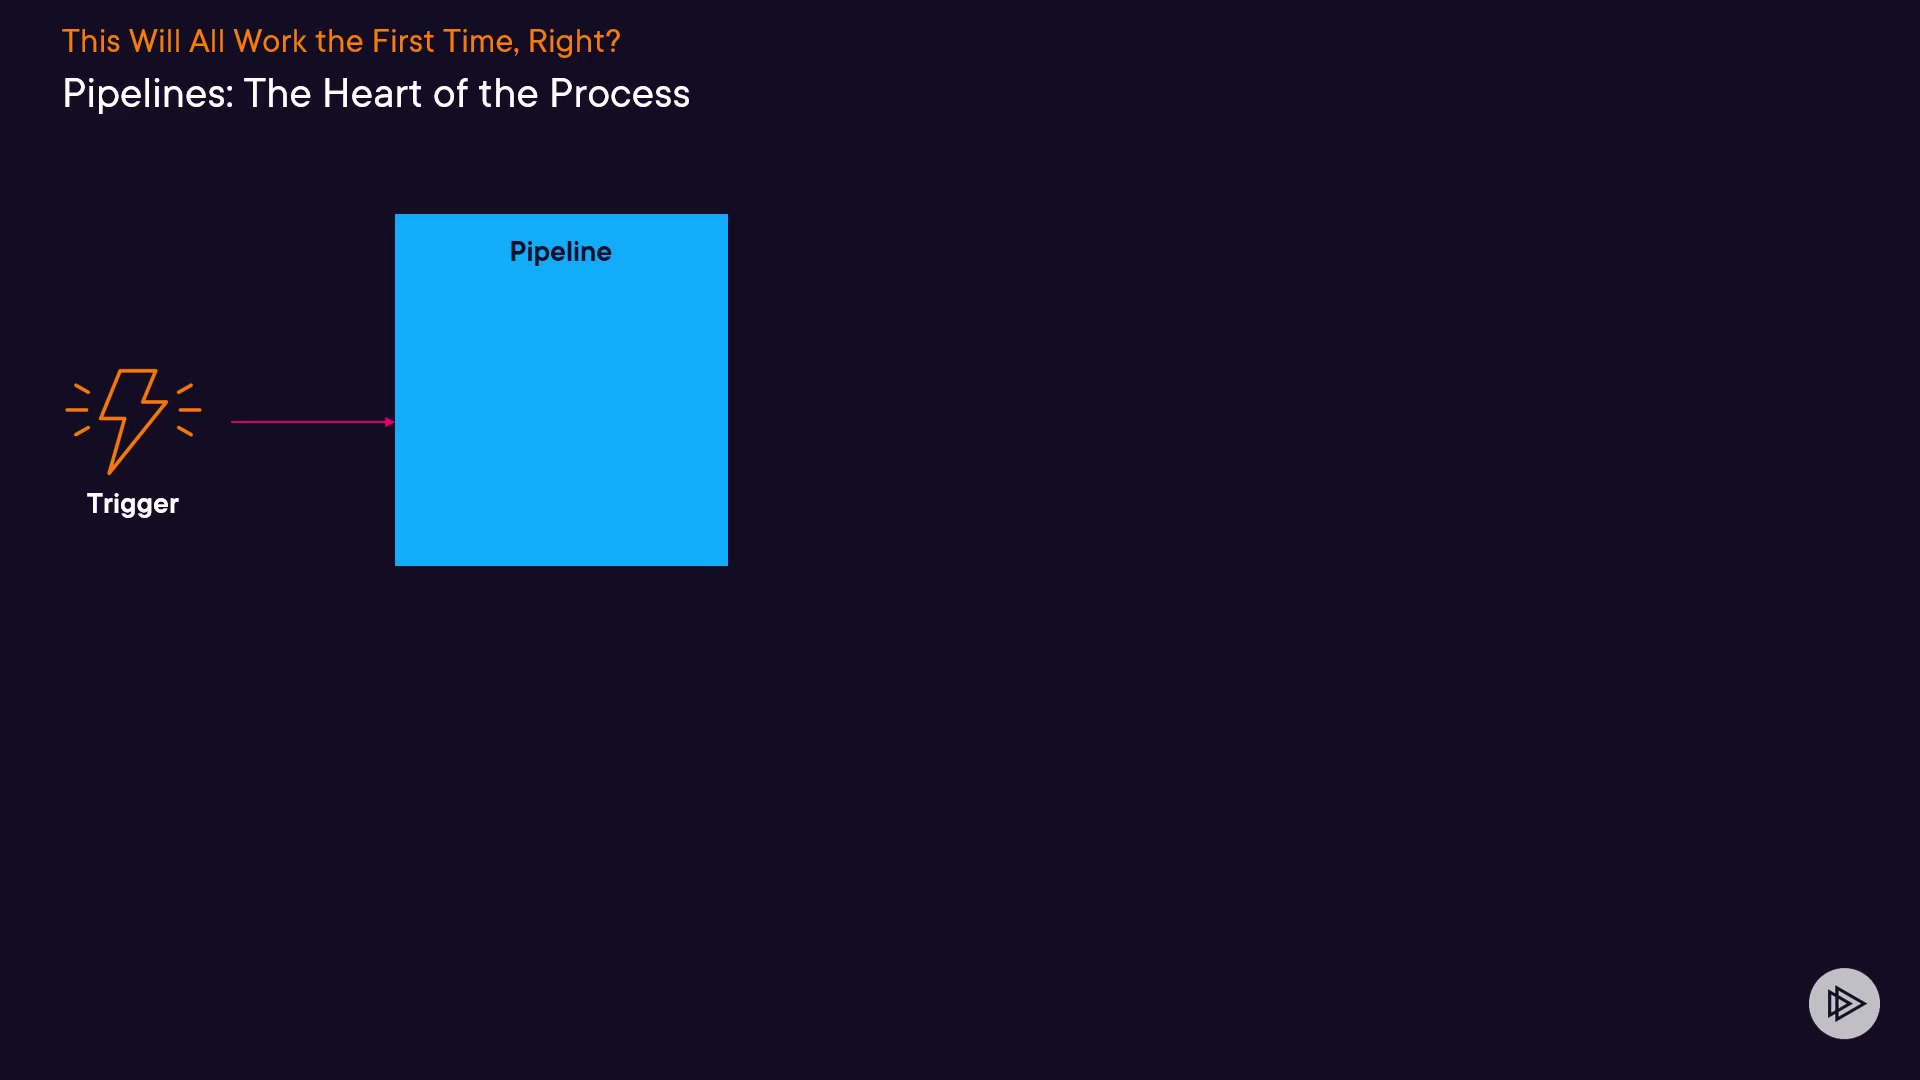 This Will All Work the First Time, Right?
Pipelines: The Heart of the Process
Pipeline
Trigger